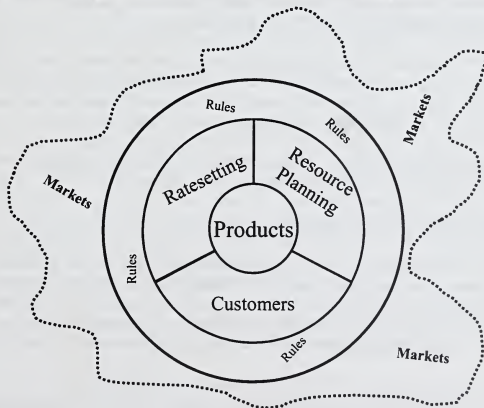 Rules
Rules
Markets
Ratesetting
Resource
Planning
Markets
Products
Rules
Customers
Rules
Markets